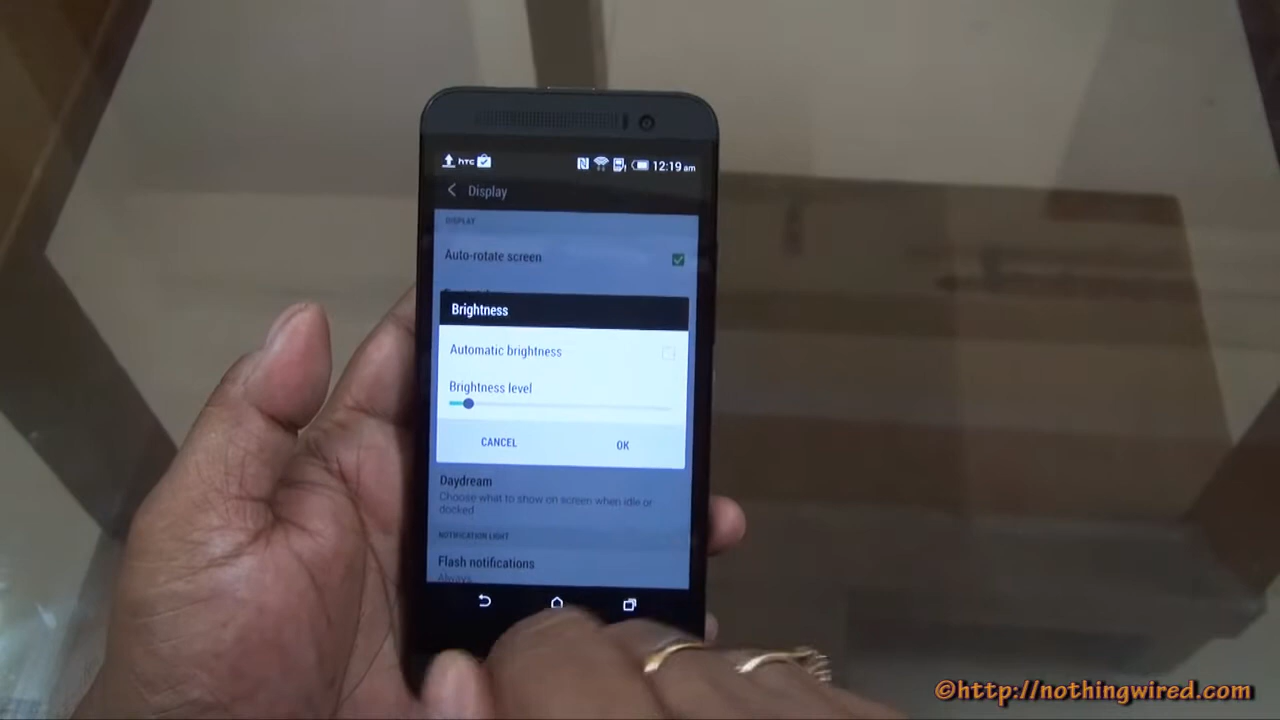 htc 12:19 am
Display
DISPLAY
Auto-rotate screen
Brightness
Automatic brightness
Brightness level
CANCEL OK
Daydream
Choose what to show on screen when idle or
docked
NOTIFICATION LIGHT
Flash notifications
Always
©http://nothingwired.com